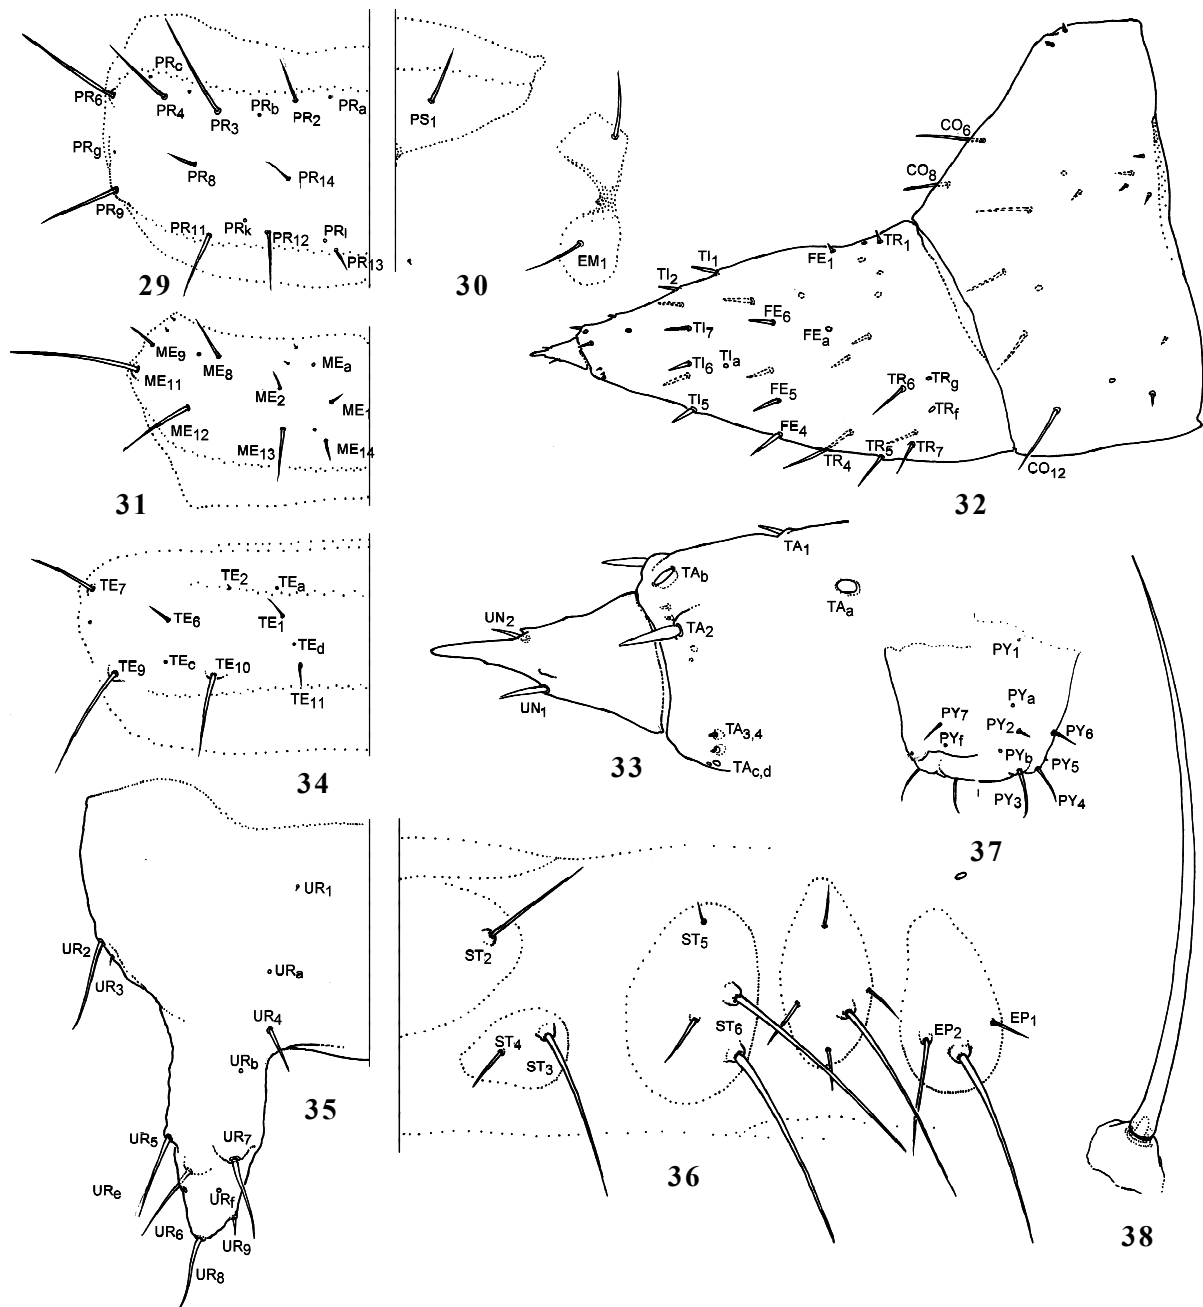 PRc
PR6 PR4 PR3 PRb PR2 PRa
PS1
PRg
PR8 PR14
PR9
PR11 PRk PR12 PRl PR13
EM1
29 30
CO6
CO8
TR1
FE1
TI1
TI2
TI7 FE6 FEa
TI6 TIa
TR6 TRg
TI5 FE5 TRf
FE4 TR4 TR5 TR7
CO12
32
ME9 ME8 MEa
ME11
ME2 ME1
ME12 ME13 ME14
31
TE7 TE2 TEa
TE6 TE1
TEc TEd
TE9 TE10 TE11
34
TA1
TAb
TAa
UN2 TA2
UN1
TA3,4
TAc,d
33
PY1
PYa
PY7 PY2 PY6
PYf PYb PY5
PY3 PY4
37
UR1
UR2
UR3 URa
UR4
URb
35
UR5 UR7
URe URf
UR6 UR9
UR8
ST2 ST5
ST4 ST3 ST6 EP2 EP1
36
38